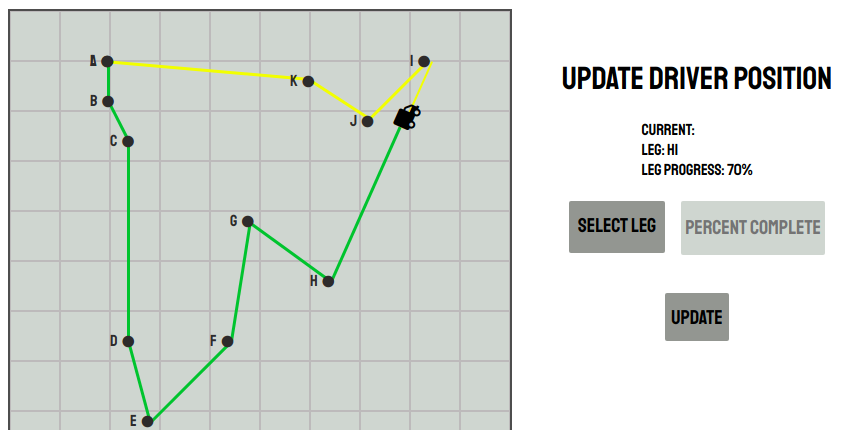 A
I
K
B
J
C
G
H
D
F
E
UPDATE DRIVER POSITION
CURRENT:
LEG: HI
LEG PROGRESS: 70%
SELECT LEG
PERCENT COMPLETE
UPDATE